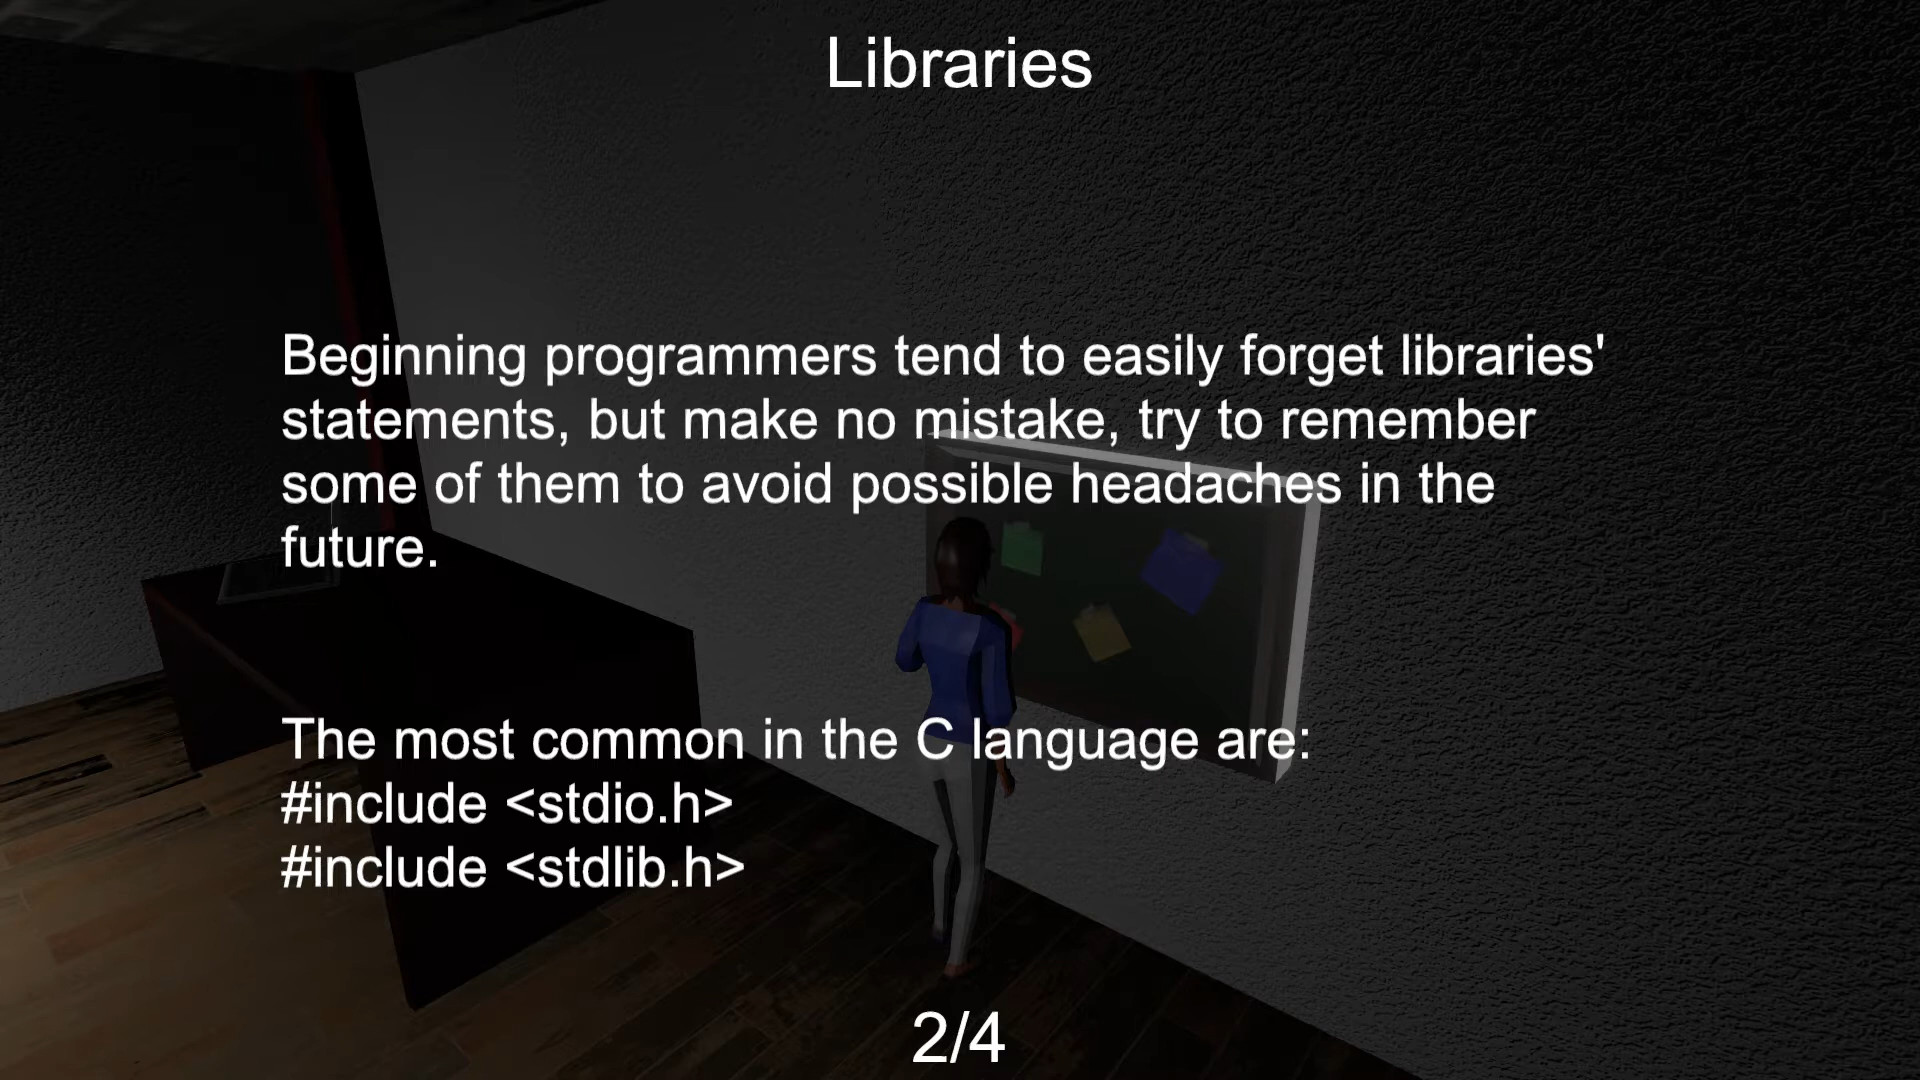 Libraries
Beginning programmers tend to easily forget libraries'
statements, but make no mistake, try to remember
some of them to avoid possible headaches in the
future.
The most common in the C language are:
#include <stdio.h>
#include <stdlib.h>
2/4